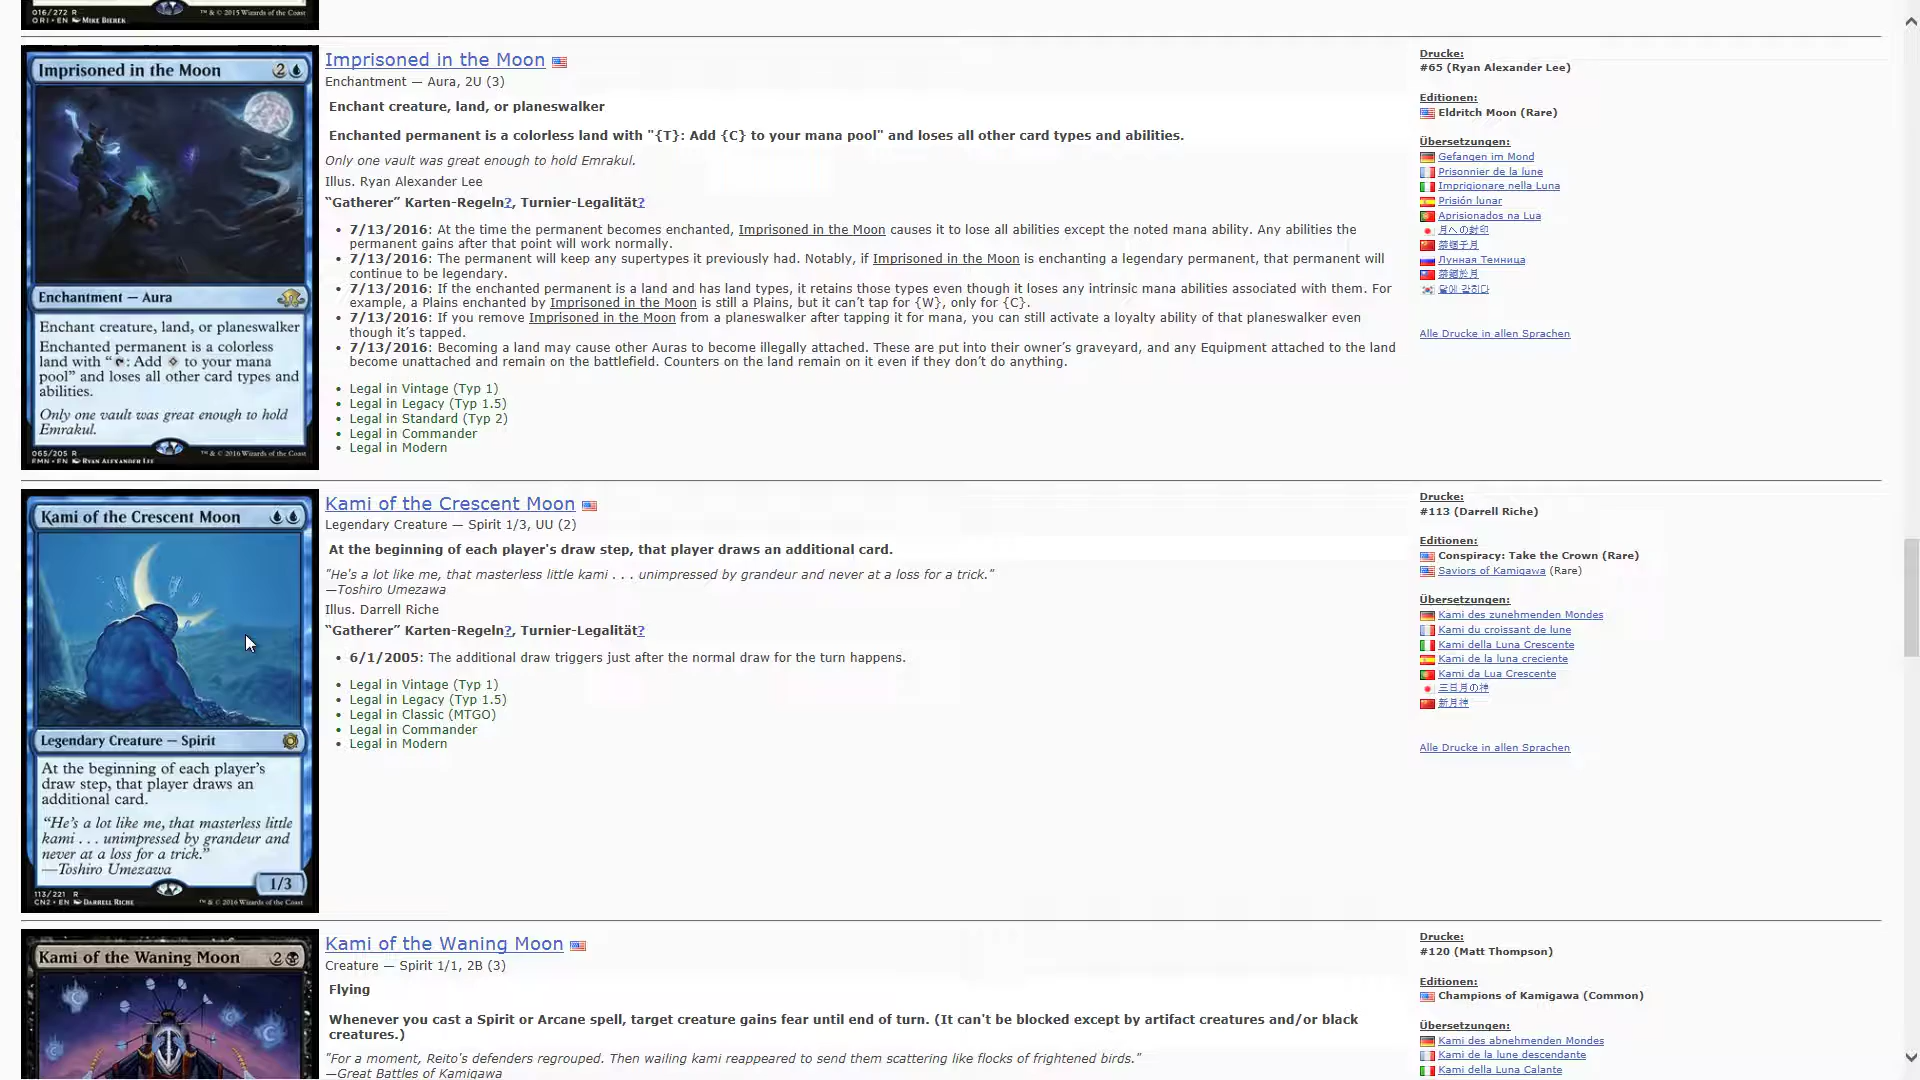 016/272 R
ORI • EN Mike Bierek
™ & © 2015 Wizards of the Coast
Imprisoned in the Moon 2
Enchantment — Aura
Enchant creature, land, or planeswalker
Enchanted permanent is a colorless
land with “: Add to your mana
pool” and loses all other card types and
abilities.
Only one vault was great enough to hold
Emrakul.
065/205 R
EMN • EN Ryan Alexander Lee
™ & © 2016 Wizards of the Coast
Imprisoned in the Moon
Enchantment — Aura, 2U (3)
Enchant creature, land, or planeswalker
Enchanted permanent is a colorless land with "{T}: Add {C} to your mana pool" and loses all other card types and abilities.
Only one vault was great enough to hold Emrakul.
Illus. Ryan Alexander Lee
“Gatherer” Karten-Regeln?, Turnier-Legalität?
• 7/13/2016: At the time the permanent becomes enchanted, Imprisoned in the Moon causes it to lose all abilities except the noted mana ability. Any abilities the
permanent gains after that point will work normally.
• 7/13/2016: The permanent will keep any supertypes it previously had. Notably, if Imprisoned in the Moon is enchanting a legendary permanent, that permanent will
continue to be legendary.
• 7/13/2016: If the enchanted permanent is a land and has land types, it retains those types even though it loses any intrinsic mana abilities associated with them. For
example, a Plains enchanted by Imprisoned in the Moon is still a Plains, but it can’t tap for {W}, only for {C}.
• 7/13/2016: If you remove Imprisoned in the Moon from a planeswalker after tapping it for mana, you can still activate a loyalty ability of that planeswalker even
though it’s tapped.
• 7/13/2016: Becoming a land may cause other Auras to become illegally attached. These are put into their owner’s graveyard, and any Equipment attached to the land
become unattached and remain on the battlefield. Counters on the land remain on it even if they don’t do anything.
• Legal in Vintage (Typ 1)
• Legal in Legacy (Typ 1.5)
• Legal in Standard (Typ 2)
• Legal in Commander
• Legal in Modern
Drucke:
#65 (Ryan Alexander Lee)
Editionen:
Eldritch Moon (Rare)
Übersetzungen:
Gefangen im Mond
Prisonnier de la lune
Imprigionare nella Luna
Prisión lunar
Aprisionados na Lua
月への封印
禁锢于月
Лунная Темница
禁錮於月
달에 갇히다
Alle Drucke in allen Sprachen
Kami of the Crescent Moon
Legendary Creature — Spirit
At the beginning of each player’s
draw step, that player draws an
additional card.
“He’s a lot like me, that masterless little
kami . . . unimpressed by grandeur and
never at a loss for a trick.”
—Toshiro Umezawa
1/3
113/221 R
CN2 • EN Darrell Riche
™ & © 2016 Wizards of the Coast
Kami of the Crescent Moon
Legendary Creature — Spirit 1/3, UU (2)
At the beginning of each player's draw step, that player draws an additional card.
"He's a lot like me, that masterless little kami . . . unimpressed by grandeur and never at a loss for a trick."
—Toshiro Umezawa
Illus. Darrell Riche
“Gatherer” Karten-Regeln?, Turnier-Legalität?
• 6/1/2005: The additional draw triggers just after the normal draw for the turn happens.
• Legal in Vintage (Typ 1)
• Legal in Legacy (Typ 1.5)
• Legal in Classic (MTGO)
• Legal in Commander
• Legal in Modern
Drucke:
#113 (Darrell Riche)
Editionen:
Conspiracy: Take the Crown (Rare)
Saviors of Kamigawa (Rare)
Übersetzungen:
Kami des zunehmenden Mondes
Kami du croissant de lune
Kami della Luna Crescente
Kami de la luna creciente
Kami da Lua Crescente
三日月の神
新月神
Alle Drucke in allen Sprachen
Kami of the Waning Moon 2
Kami of the Waning Moon
Creature — Spirit 1/1, 2B (3)
Flying
Whenever you cast a Spirit or Arcane spell, target creature gains fear until end of turn. (It can't be blocked except by artifact creatures and/or black
creatures.)
"For a moment, Reito's defenders regrouped. Then wailing kami reappeared to send them scattering like flocks of frightened birds."
—Great Battles of Kamigawa
Drucke:
#120 (Matt Thompson)
Editionen:
Champions of Kamigawa (Common)
Übersetzungen:
Kami des abnehmenden Mondes
Kami de la lune descendante
Kami della Luna Calante